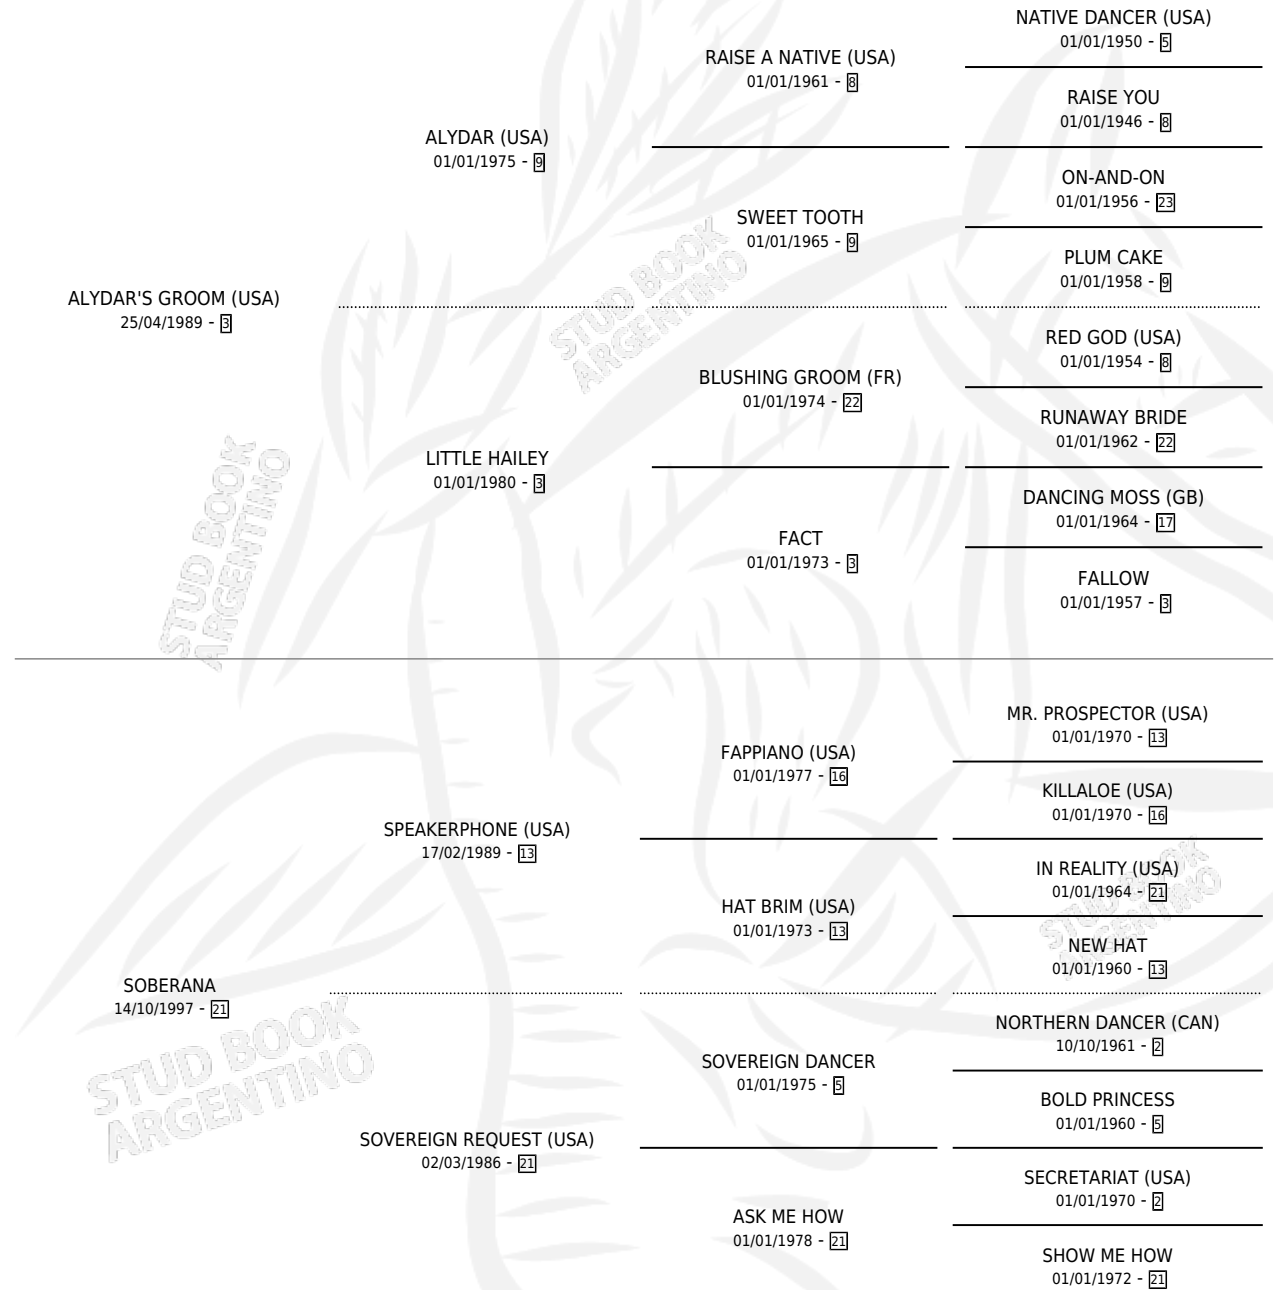 NATIVE DANCER (USA)
01/01/1950 - 5
RAISE A NATIVE (USA)
01/01/1961 - 8
RAISE YOU
01/01/1946 - 8
ALYDAR (USA)
01/01/1975 - 9
ON-AND-ON
01/01/1956 - 23
SWEET TOOTH
01/01/1965 - 9
PLUM CAKE
01/01/1958 - 9
ALYDAR'S GROOM (USA)
25/04/1989 - 3
RED GOD (USA)
01/01/1954 - 8
BLUSHING GROOM (FR)
01/01/1974 - 22
RUNAWAY BRIDE
01/01/1962 - 22
LITTLE HAILEY
01/01/1980 - 3
DANCING MOSS (GB)
01/01/1964 - 17
FACT
01/01/1973 - 3
FALLOW
01/01/1957 - 3
MR. PROSPECTOR (USA)
01/01/1970 - 13
FAPPIANO (USA)
01/01/1977 - 16
KILLALOE (USA)
01/01/1970 - 16
SPEAKERPHONE (USA)
17/02/1989 - 13
IN REALITY (USA)
01/01/1964 - 21
HAT BRIM (USA)
01/01/1973 - 13
NEW HAT
01/01/1960 - 13
SOBERANA
14/10/1997 - 21
NORTHERN DANCER (CAN)
10/10/1961 - 2
SOVEREIGN DANCER
01/01/1975 - 5
BOLD PRINCESS
01/01/1960 - 5
SOVEREIGN REQUEST (USA)
02/03/1986 - 21
SECRETARIAT (USA)
01/01/1970 - 2
ASK ME HOW
01/01/1978 - 21
SHOW ME HOW
01/01/1972 - 21
STUD BOOK
ARGENTINO
STUD BOOK
ARGENTINO
STUD BOOK
ARGENTINO
STUD BOOK
ARGENTINO